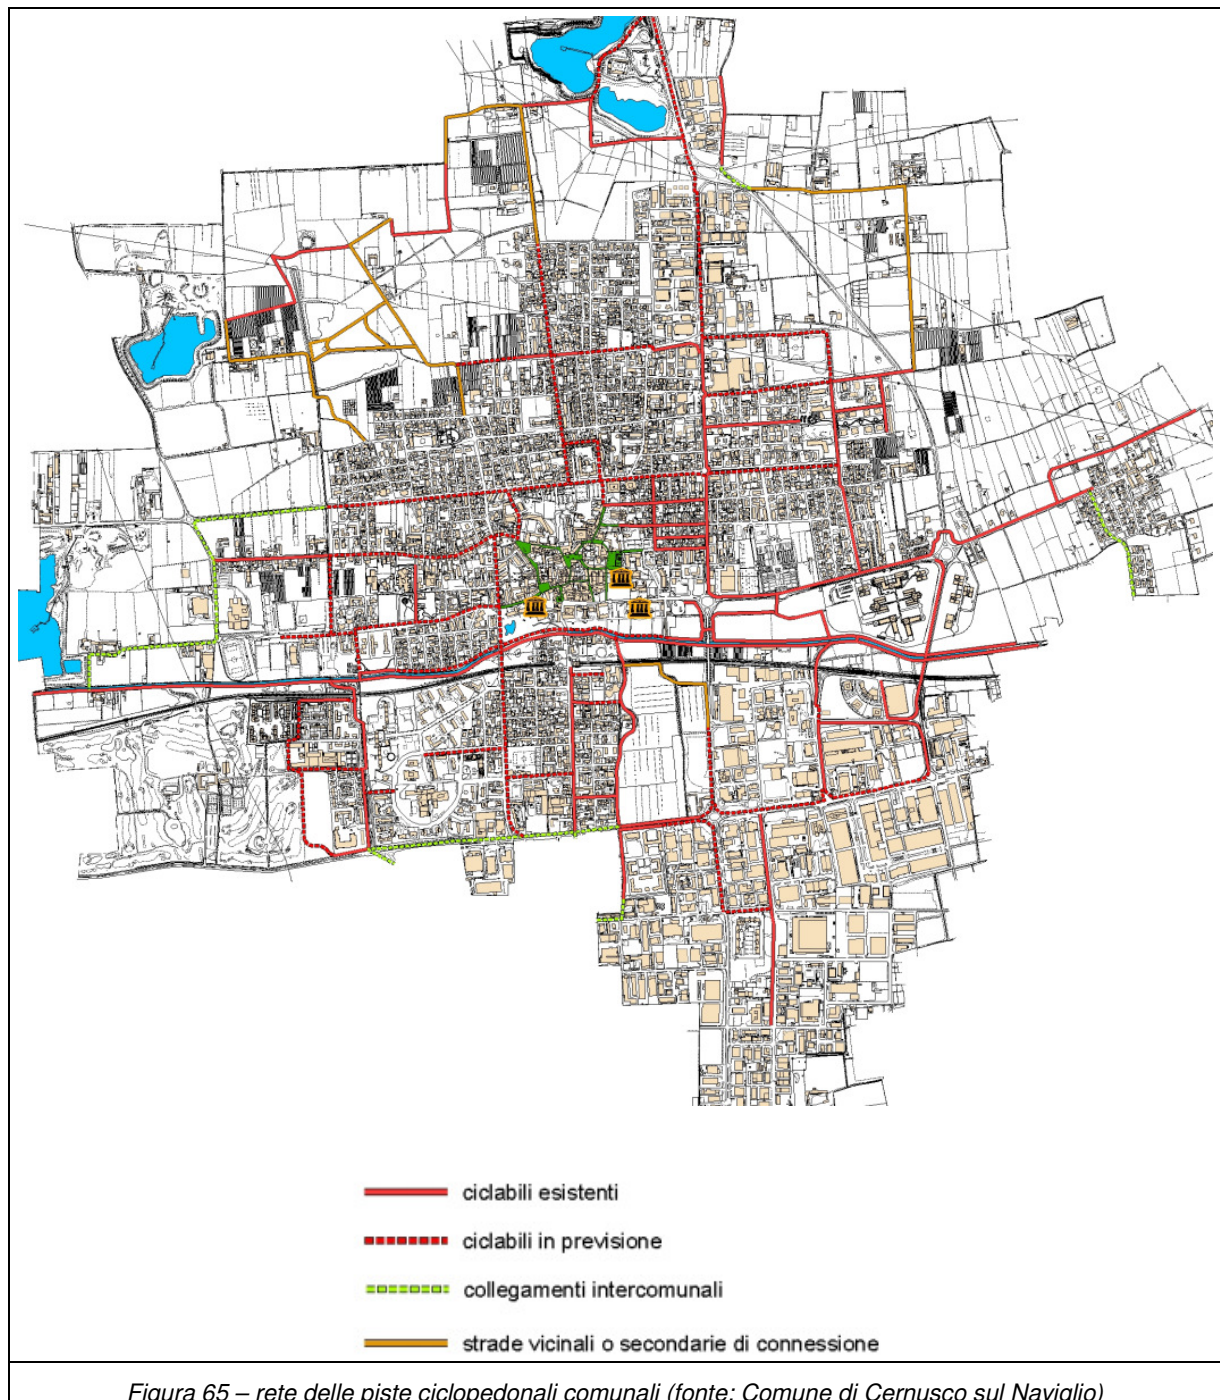 ciclabili esistenti
ciclabili in previsione
collegamenti intercomunali
strade vicinali o secondarie di connessione
Figura 65 – rete delle piste ciclopedonali comunali (fonte: Comune di Cernusco sul Naviglio)